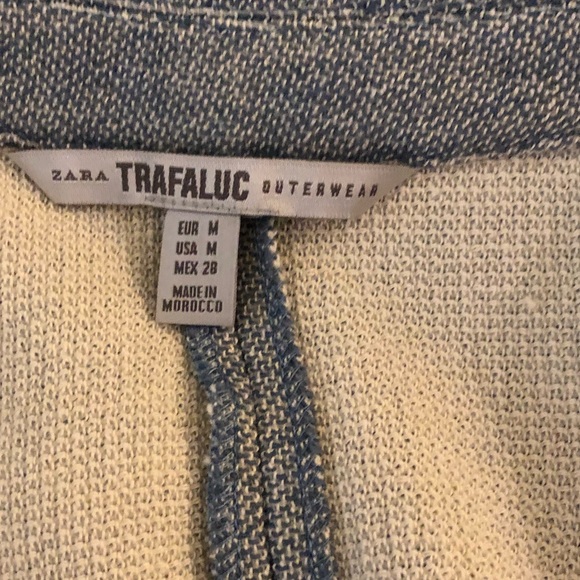 ZARA TRAFALUC OUTERWEAR
EUR M
USA M
MEX 28
MADE IN
MOROCCO